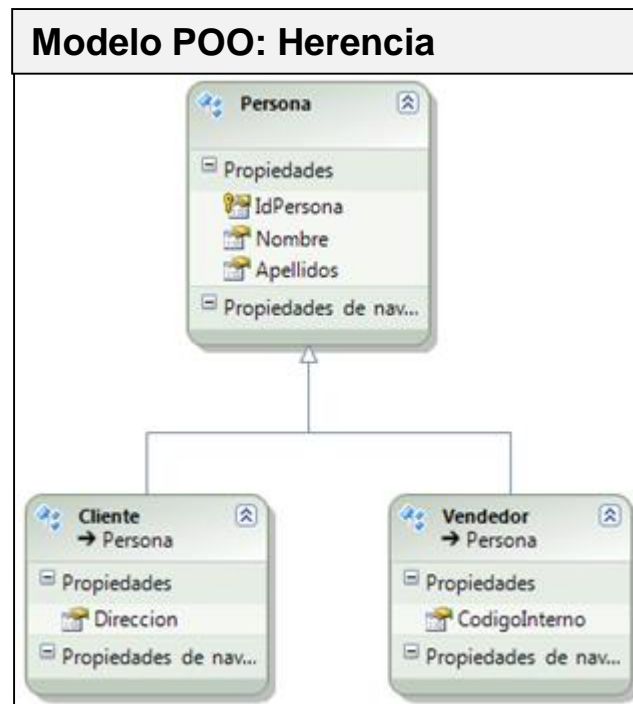 Modelo POO: Herencia
Persona
Propiedades
IdPersona
Nombre
Apellidos
Propiedades de nav...
Cliente
→ Persona
Propiedades
Direccion
Propiedades de nav...
Vendedor
→ Persona
Propiedades
CodigoInterno
Propiedades de nav...